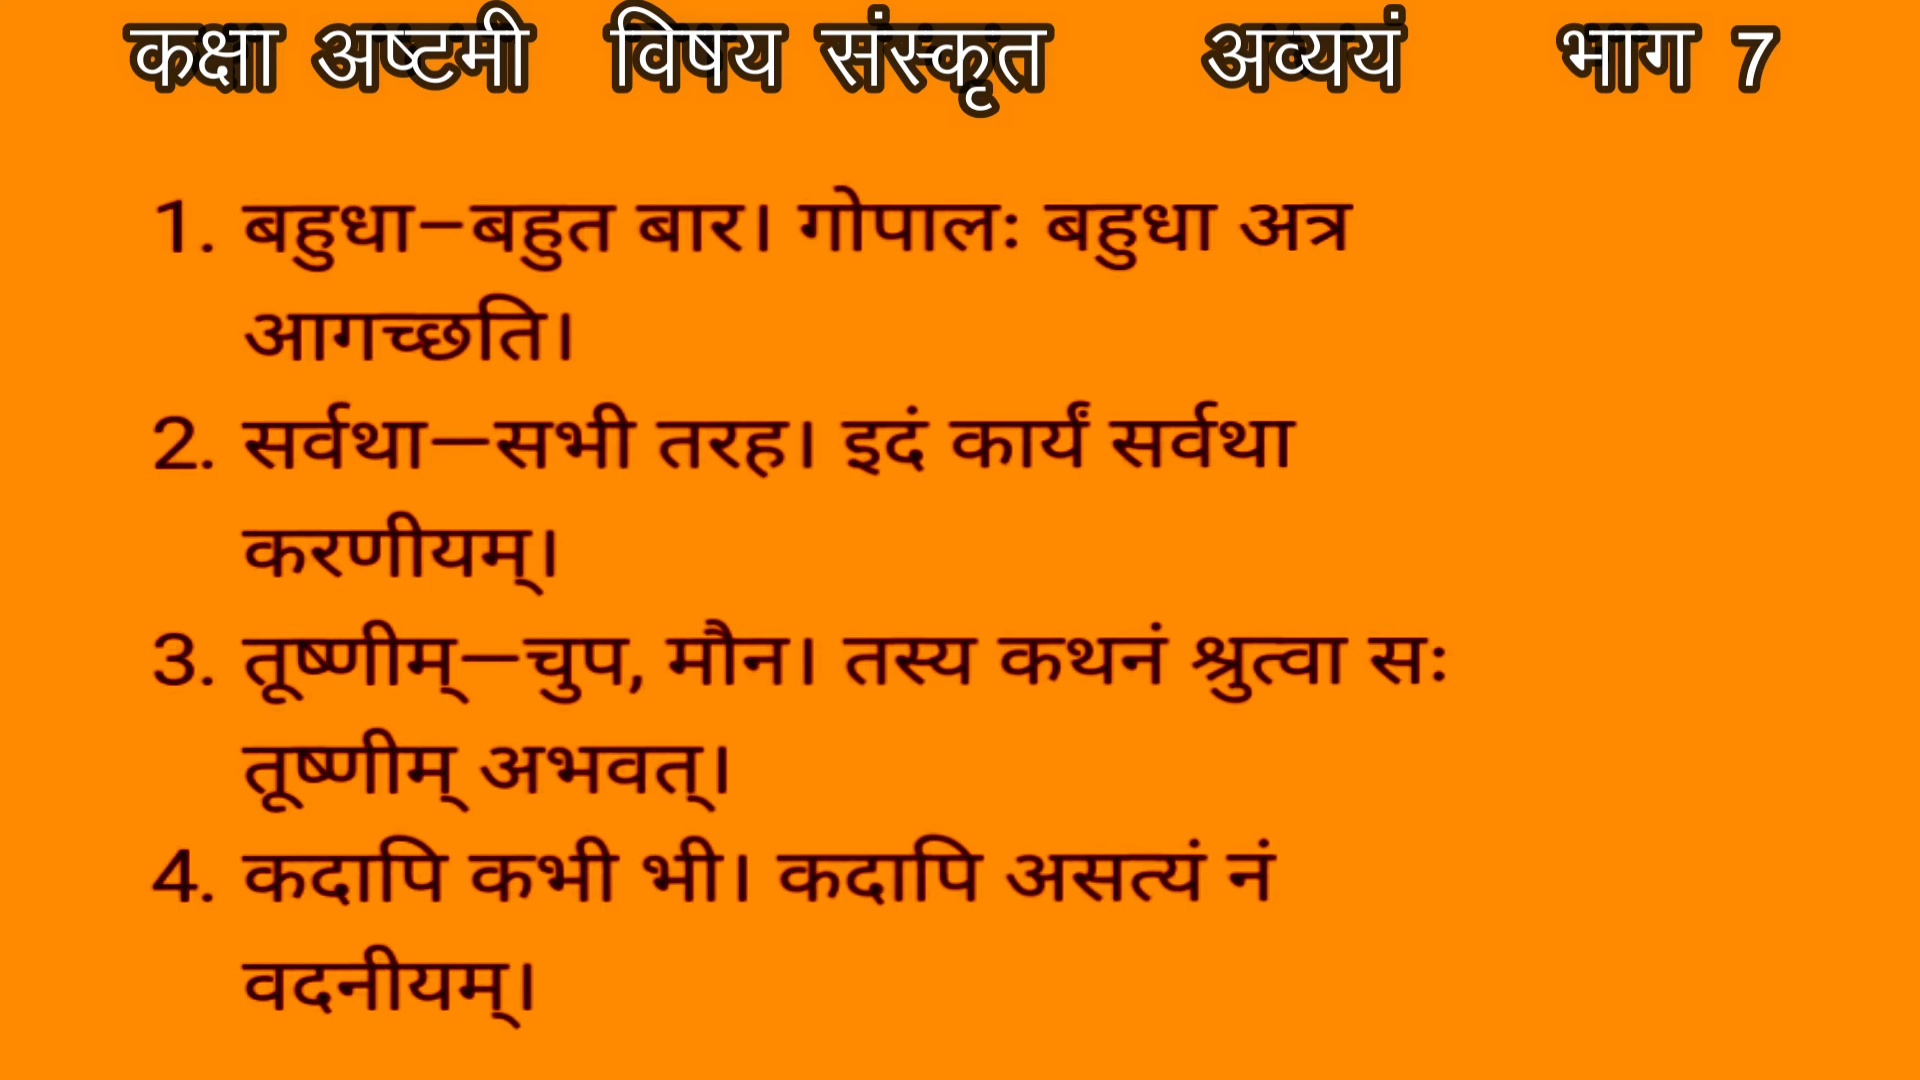 कक्षा अष्टमी विषय संस्कृत अव्ययं भाग 7
1. बहुधा–बहुत बार। गोपालः बहुधा अत्र
आगच्छति।
2. सर्वथा—सभी तरह। इदं कार्यं सर्वथा
करणीयम्।
3. तूष्णीम्—चुप, मौन। तस्य कथनं श्रुत्वा सः
तूष्णीम् अभवत्।
4. कदापि कभी भी। कदापि असत्यं नं
वदनीयम्।